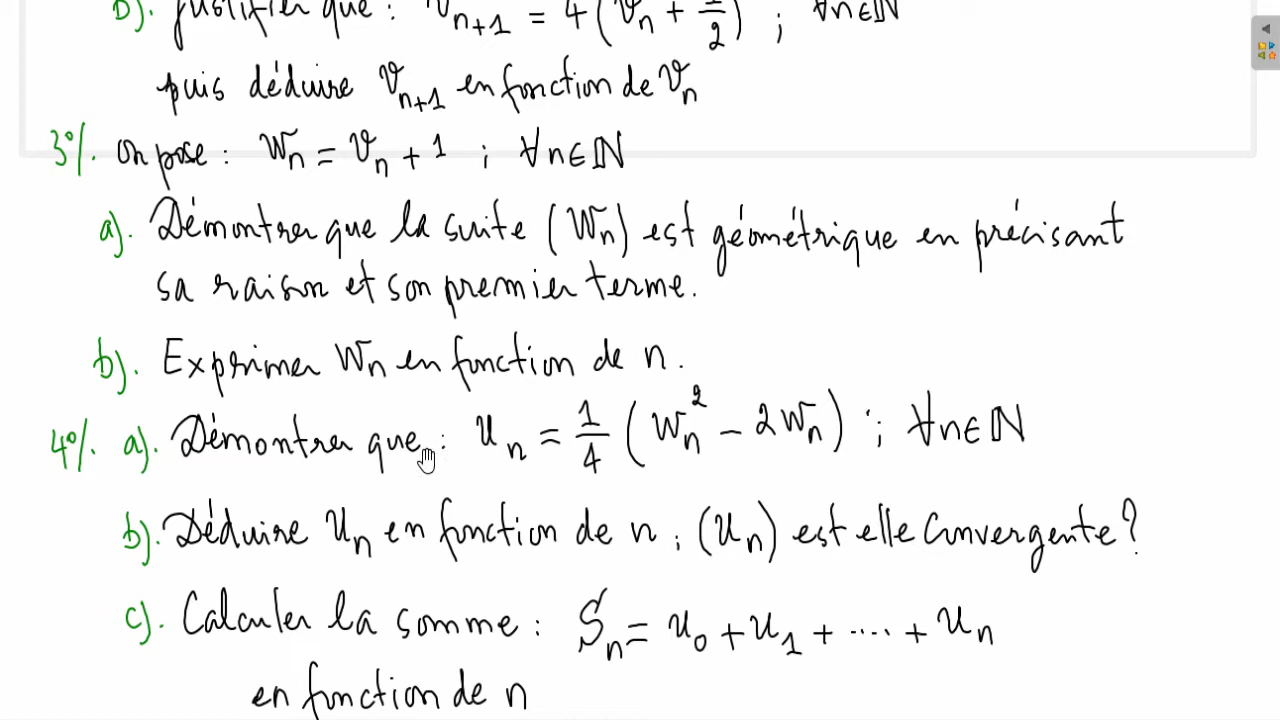 b). Justifier que : V_{n+1} = 4(V_n + 1/2) ; ∀n∈ℕ
puis déduire V_{n+1} en fonction de V_n
3°/. On pose : W_n = V_n + 1 ; ∀n∈ℕ
a). Démontrer que la suite (W_n) est géométrique en précisant
sa raison et son premier terme.
b). Exprimer W_n en fonction de n.
4°/. a). Démontrer que : U_n = 1/4 (W_n² - 2W_n) ; ∀n∈ℕ
b). Déduire U_n en fonction de n ; (U_n) est elle Convergente ?
c). Calculer la somme : S_n = U_0 + U_1 + .... + U_n
en fonction de n